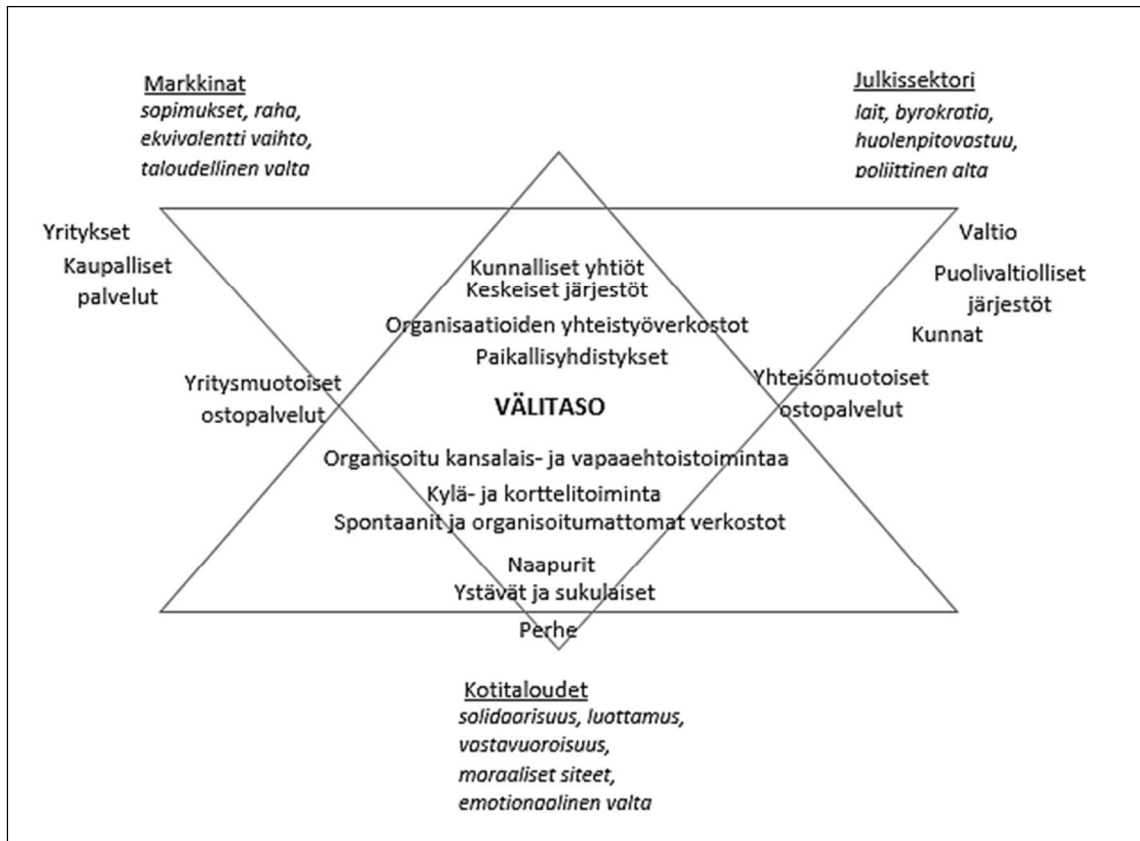 Markkinat
sopimukset, raha,
ekvivalentti vaihto,
taloudellinen valta
Julkissektori
lait, byrokratia,
huolenpitovastuu,
poliittinen alta
Yritykset
Kaupalliset
palvelut
Valtio
Puolivaltiolliset
järjestöt
Kunnat
Kunnalliset yhtiöt
Keskeiset järjestöt
Organisaatioiden yhteistyöverkostot
Paikallisyhdistykset
Yritysmuotoiset
ostopalvelut
VÄLITASO
Yhteisömuotoiset
ostopalvelut
Organisoitu kansalais- ja vapaaehtoistoimintaa
Kylä- ja korttelitoiminta
Spontaanit ja organisoitumattomat verkostot
Naapurit
Ystävät ja sukulaiset
Perhe
Kotitaloudet
solidaarisuus, luottamus,
vastavuoroisuus,
moraaliset siteet,
emotionaalinen valta